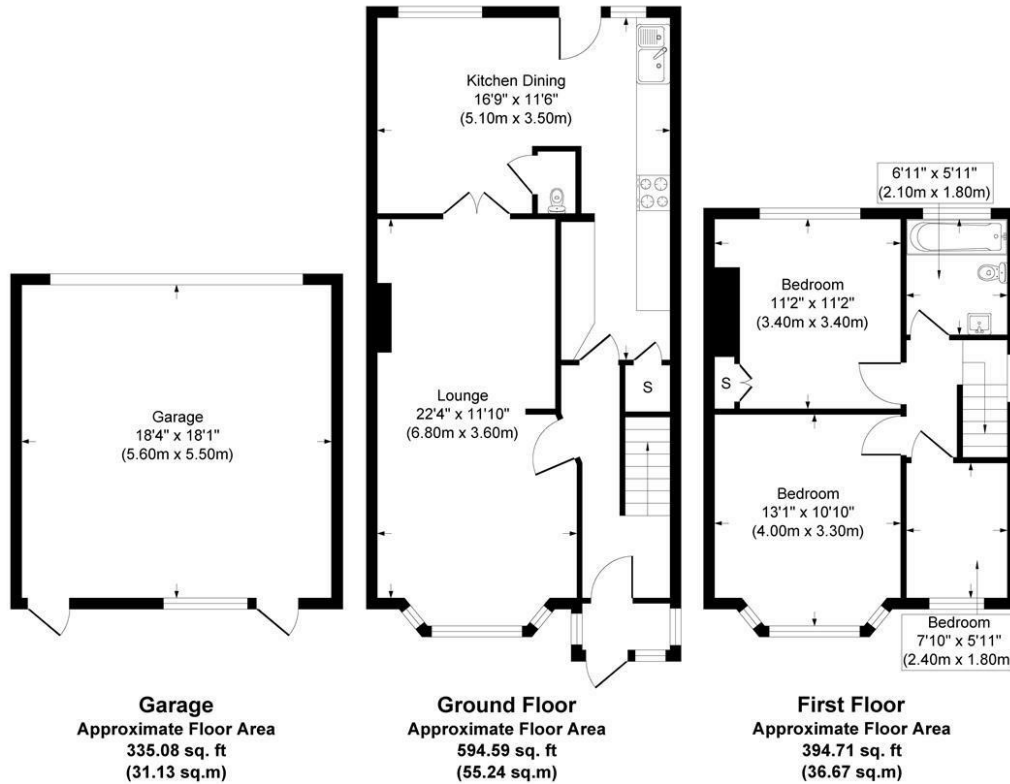 Kitchen Dining
16'9" x 11'6"
(5.10m x 3.50m)
6'11" x 5'11"
(2.10m x 1.80m)
Bedroom
11'2" x 11'2"
(3.40m x 3.40m)
S
Garage
18'4" x 18'1"
(5.60m x 5.50m)
Lounge
22'4" x 11'10"
(6.80m x 3.60m)
S
Bedroom
13'1" x 10'10"
(4.00m x 3.30m)
Bedroom
7'10" x 5'11"
(2.40m x 1.80m
Garage
Approximate Floor Area
335.08 sq. ft
(31.13 sq.m)
Ground Floor
Approximate Floor Area
594.59 sq. ft
(55.24 sq.m)
First Floor
Approximate Floor Area
394.71 sq. ft
(36.67 sq.m)